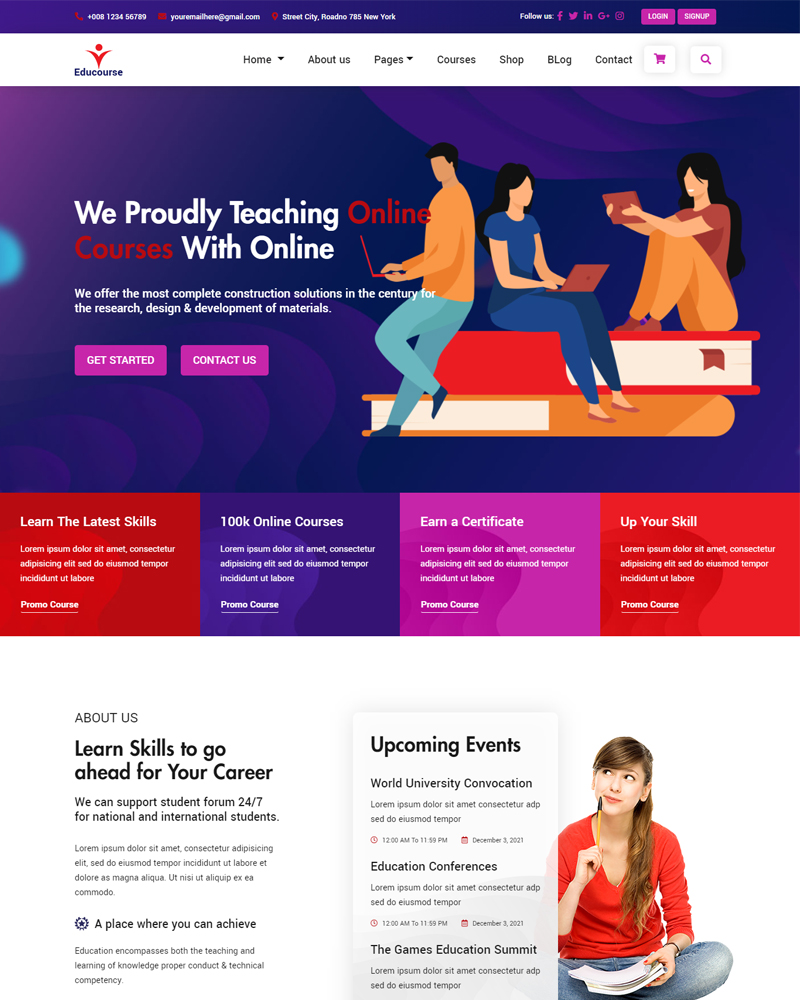 +008 1234 56789 youremailhere@gmail.com Street City, Roadno 785 New York Follow us: LOGIN SIGNUP
Educourse
Home About us Pages Courses Shop BLog Contact
We Proudly Teaching Online
Courses With Online
We offer the most complete construction solutions in the century for
the research, design & development of materials.
GET STARTED CONTACT US
Learn The Latest Skills
Lorem ipsum dolor sit amet, consectetur
adipisicing elit sed do eiusmod tempor
incididunt ut labore
Promo Course
100k Online Courses
Lorem ipsum dolor sit amet, consectetur
adipisicing elit sed do eiusmod tempor
incididunt ut labore
Promo Course
Earn a Certificate
Lorem ipsum dolor sit amet, consectetur
adipisicing elit sed do eiusmod tempor
incididunt ut labore
Promo Course
Up Your Skill
Lorem ipsum dolor sit amet, consectetur
adipisicing elit sed do eiusmod tempor
incididunt ut labore
Promo Course
ABOUT US
Learn Skills to go
ahead for Your Career
We can support student forum 24/7
for national and international students.
Lorem ipsum dolor sit amet, consectetur adipisicing
elit, sed do eiusmod tempor incididunt ut labore et
dolore as magna aliqua. Ut nisi ut aliquip ex ea
commodo.
A place where you can achieve
Education encompasses both the teaching and
learning of knowledge proper conduct & technical
competency.
Upcoming Events
World University Convocation
Lorem ipsum dolor sit amet consectetur adp
sed do eiusmod tempor
12:00 AM To 11:59 PM December 3, 2021
Education Conferences
Lorem ipsum dolor sit amet consectetur adp
sed do eiusmod tempor
12:00 AM To 11:59 PM December 3, 2021
The Games Education Summit
Lorem ipsum dolor sit amet consectetur adp
sed do eiusmod tempor